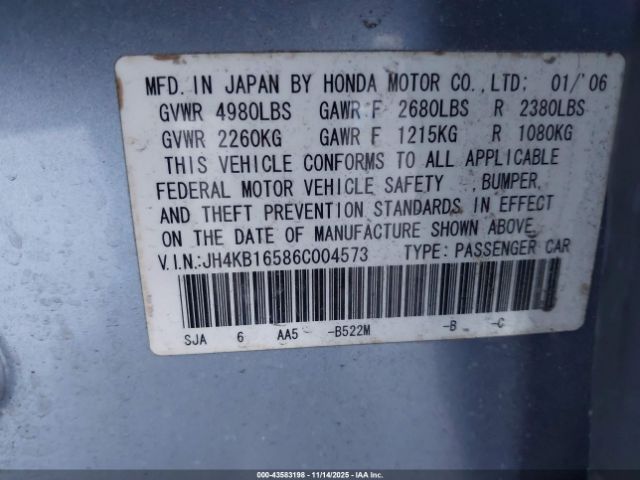 MFD. IN JAPAN BY HONDA MOTOR CO., LTD: 01/'06
GVWR 4980LBS GAWR F 2680LBS R 2380LBS
GVWR 2260KG GAWR F 1215KG R 1080KG
THIS VEHICLE CONFORMS TO ALL APPLICABLE
FEDERAL MOTOR VEHICLE SAFETY , BUMPER,
AND THEFT PREVENTION STANDARDS IN EFFECT
ON THE DATE OF MANUFACTURE SHOWN ABOVE.
V.I.N.:JH4KB16586C004573 TYPE: PASSENGER CAR
SJA 6 AA5 -B522M -B -C
000-43583198 - 11/14/2025 - IAAI.COM